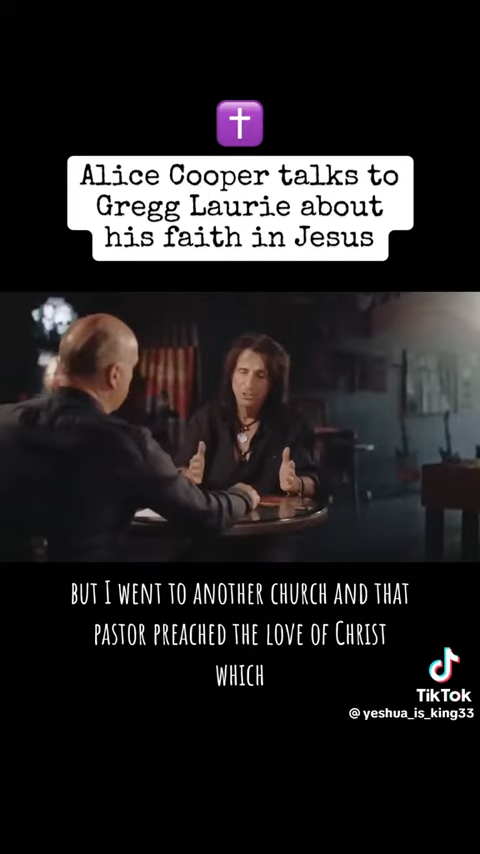 Alice Cooper talks to
Gregg Laurie about
his faith in Jesus
BUT I WENT TO ANOTHER CHURCH AND THAT
PASTOR PREACHED THE LOVE OF CHRIST
WHICH
TikTok
@yeshua_is_king33